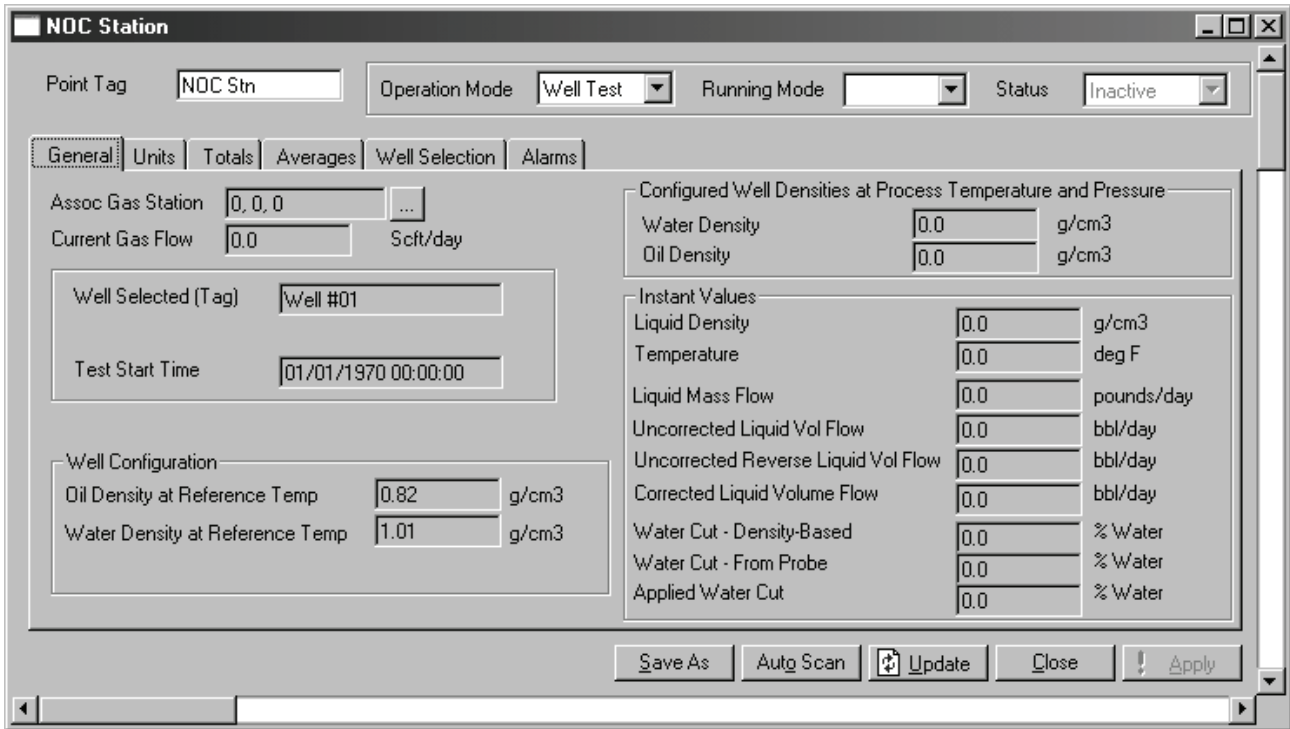 NOC Station
Point Tag NOC Stn Operation Mode Well Test Running Mode Status Inactive
General Units Totals Averages Well Selection Alarms
Assoc Gas Station 0, 0, 0 ...
Current Gas Flow 0.0 Scft/day
Well Selected (Tag) Well #01
Test Start Time 01/01/1970 00:00:00
Well Configuration
Oil Density at Reference Temp 0.82 g/cm3
Water Density at Reference Temp 1.01 g/cm3
Configured Well Densities at Process Temperature and Pressure
Water Density 0.0 g/cm3
Oil Density 0.0 g/cm3
Instant Values
Liquid Density 0.0 g/cm3
Temperature 0.0 deg F
Liquid Mass Flow 0.0 pounds/day
Uncorrected Liquid Vol Flow 0.0 bbl/day
Uncorrected Reverse Liquid Vol Flow 0.0 bbl/day
Corrected Liquid Volume Flow 0.0 bbl/day
Water Cut - Density-Based 0.0 % Water
Water Cut - From Probe 0.0 % Water
Applied Water Cut 0.0 % Water
Save As Auto Scan Update Close ! Apply